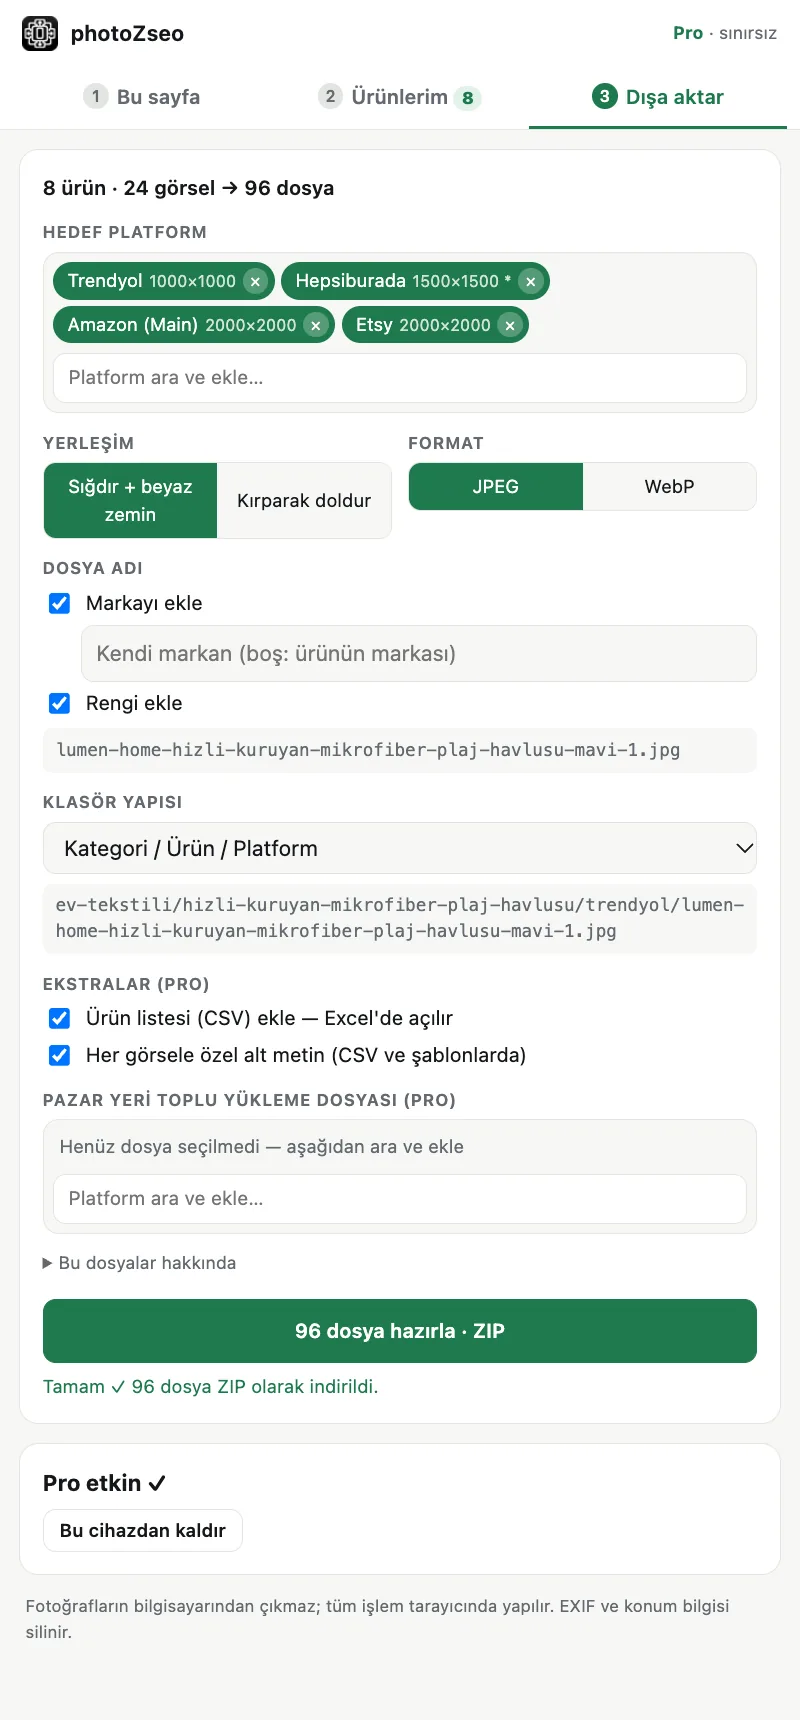 photoZseo
Pro · sınırsız
1 Bu sayfa
2 Ürünlerim 8
3 Dışa aktar
8 ürün · 24 görsel → 96 dosya
HEDEF PLATFORM
Trendyol 1000×1000 ×
Hepsiburada 1500×1500 * ×
Amazon (Main) 2000×2000 ×
Etsy 2000×2000 ×
Platform ara ve ekle...
YERLEŞİM
Sığdır + beyaz
zemin
Kırparak doldur
FORMAT
JPEG
WebP
DOSYA ADI
Markayı ekle
Kendi markan (boş: ürünün markası)
Rengi ekle
lumen-home-hizli-kuruyan-mikrofiber-plaj-havlusu-mavi-1.jpg
KLASÖR YAPISI
Kategori / Ürün / Platform
ev-tekstili/hizli-kuruyan-mikrofiber-plaj-havlusu/trendyol/lumen-
home-hizli-kuruyan-mikrofiber-plaj-havlusu-mavi-1.jpg
EKSTRALAR (PRO)
Ürün listesi (CSV) ekle — Excel'de açılır
Her görsele özel alt metin (CSV ve şablonlarda)
PAZAR YERİ TOPLU YÜKLEME DOSYASI (PRO)
Henüz dosya seçilmedi — aşağıdan ara ve ekle
Platform ara ve ekle...
▶ Bu dosyalar hakkında
96 dosya hazırla · ZIP
Tamam ✓ 96 dosya ZIP olarak indirildi.
Pro etkin ✓
Bu cihazdan kaldır
Fotoğrafların bilgisayarından çıkmaz; tüm işlem tarayıcında yapılır. EXIF ve konum bilgisi
silinir.